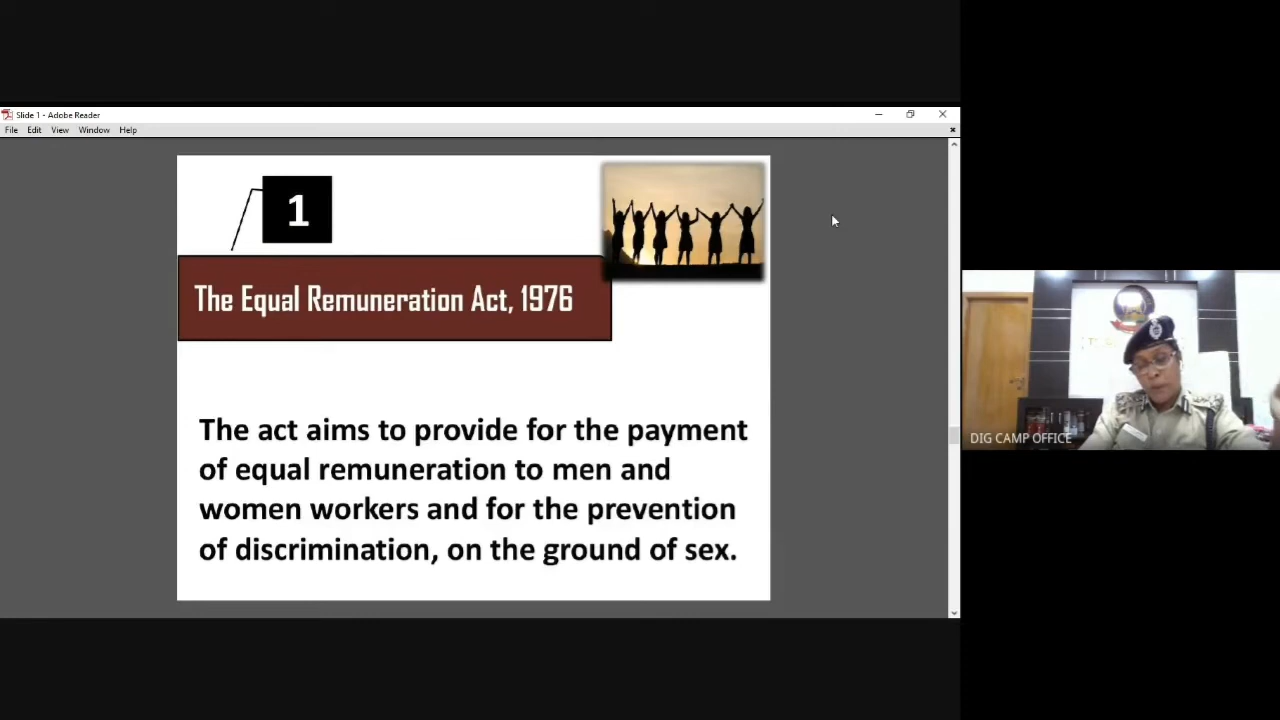 Slide 1 - Adobe Reader
File Edit View Window Help
1
The Equal Remuneration Act, 1976
The act aims to provide for the payment
of equal remuneration to men and
women workers and for the prevention
of discrimination, on the ground of sex.
DIG CAMP OFFICE